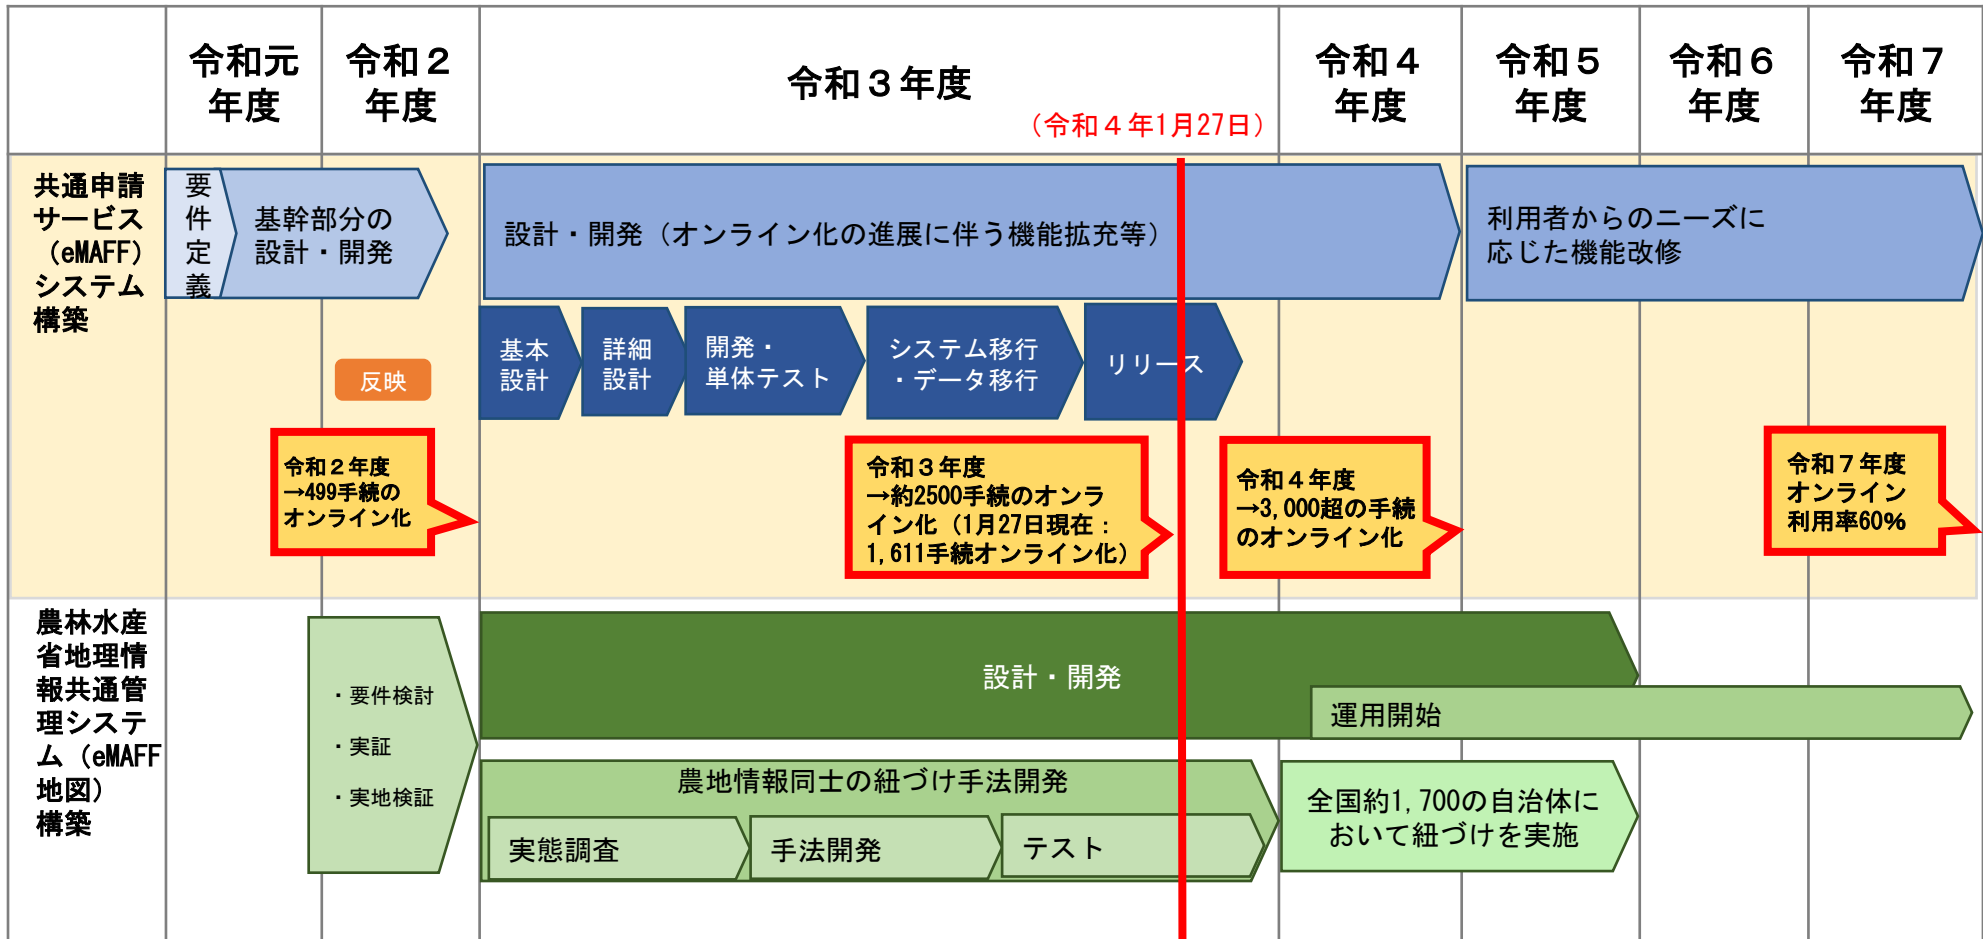 令和元
年度
令和２
年度
令和３年度
（令和４年1月27日）
令和４
年度
令和５
年度
令和６
年度
令和７
年度
共通申請
サービス
（eMAFF）
システム
構築
要
件
定
義
基幹部分の
設計・開発
設計・開発（オンライン化の進展に伴う機能拡充等）
利用者からのニーズに
応じた機能改修
基本
設計
詳細
設計
開発・
単体テスト
システム移行
・データ移行
リリース
反映
令和２年度
→499手続の
オンライン化
令和３年度
→約2500手続のオンラ
イン化（1月27日現在：
1,611手続オンライン化）
令和４年度
→3,000超の手続
のオンライン化
令和７年度
オンライン
利用率60％
農林水産
省地理情
報共通管
理システ
ム（eMAFF
地図）
構築
・要件検討
・実証
・実地検証
設計・開発
運用開始
農地情報同士の紐づけ手法開発
実態調査
手法開発
テスト
全国約1,700の自治体に
おいて紐づけを実施